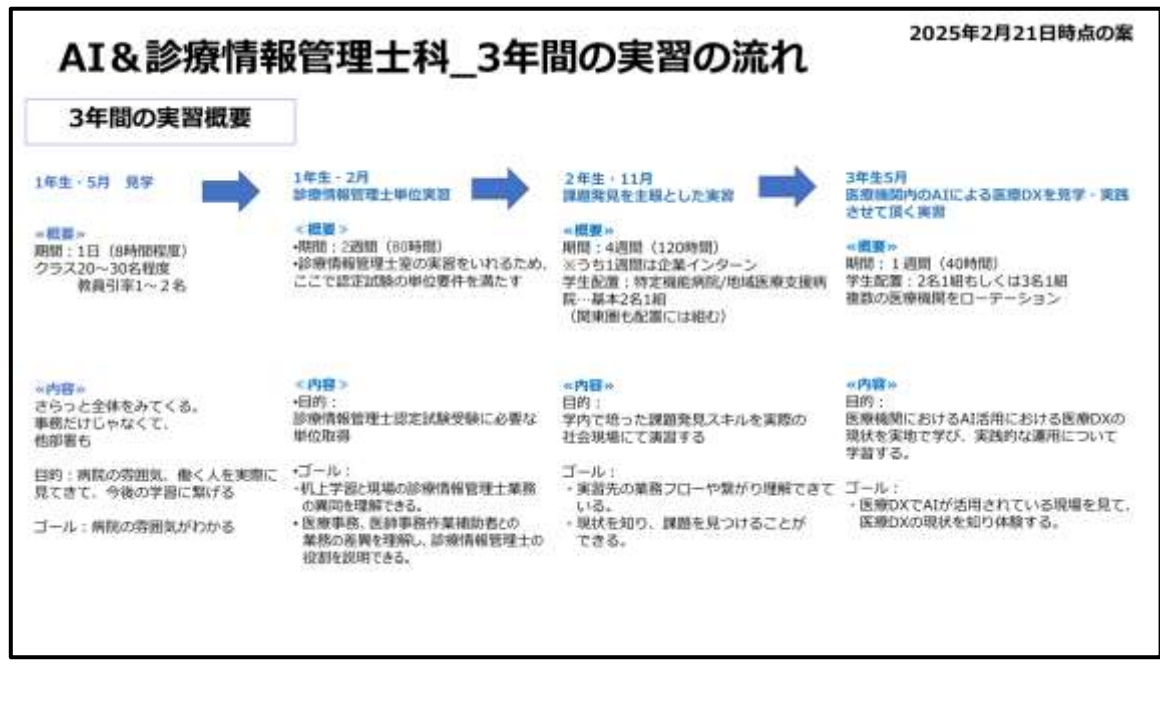 2025年2月21日時点の案
AI&診療情報管理士科_3年間の実習の流れ
3年間の実習概要
1年生・5月 見学
≪概要≫
期間:1日(8時間程度)
クラス20~30名程度
教員引率1~2名
≪内容≫
さらっと全体をみてくる。
事務だけじゃなくて、
他部署も
目的:病院の雰囲気、働く人を実際に
見てきて、今後の学習に繋げる
ゴール:病院の雰囲気がわかる
1年生・2月
診療情報管理士単位実習
<概要>
・期間:2週間(80時間)
・診療情報管理士室の実習をいれるため、
ここで認定試験の単位要件を満たす
<内容>
・目的:
診療情報管理士認定試験受験に必要な
単位取得
・ゴール:
・机上学習と現場の診療情報管理士業務
の異同を理解できる。
・医療事務、医師事務作業補助者との
業務の差異を理解し、診療情報管理士の
役割を説明できる。
2年生・11月
課題発見を主眼とした実習
≪概要≫
期間:4週間(120時間)
※うち1週間は企業インターン
学生配置:特定機能病院/地域医療支援病
院…基本2名1組
(関東圏も配置には組む)
≪内容≫
目的:
学内で培った課題発見スキルを実際の
社会現場にて演習する
ゴール:
・実習先の業務フローや繋がり理解できて
いる。
・現状を知り、課題を見つけることが
できる。
3年生5月
医療機関内のAIによる医療DXを見学・実践
させて頂く実習
≪概要≫
期間:1週間(40時間)
学生配置:2名1組もしくは3名1組
複数の医療機関をローテーション
≪内容≫
目的:
医療機関におけるAI活用における医療DXの
現状を実地で学び、実践的な運用について
学習する。
ゴール:
・医療DXでAIが活用されている現場を見て、
医療DXの現状を知り体験する。